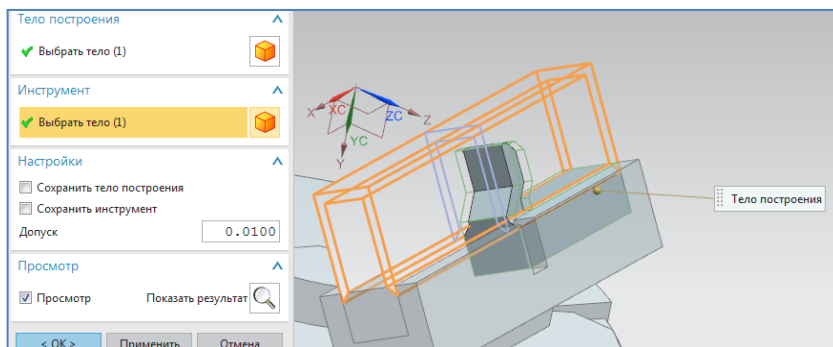 Тело построения
Выбрать тело (1)
Инструмент
Выбрать тело (1)
Настройки
Сохранить тело построения
Сохранить инструмент
Допуск 0.0100
Просмотр
Просмотр Показать результат
< OK > Применить Отмена
X XC ZC Z
YC
Y
Тело построения